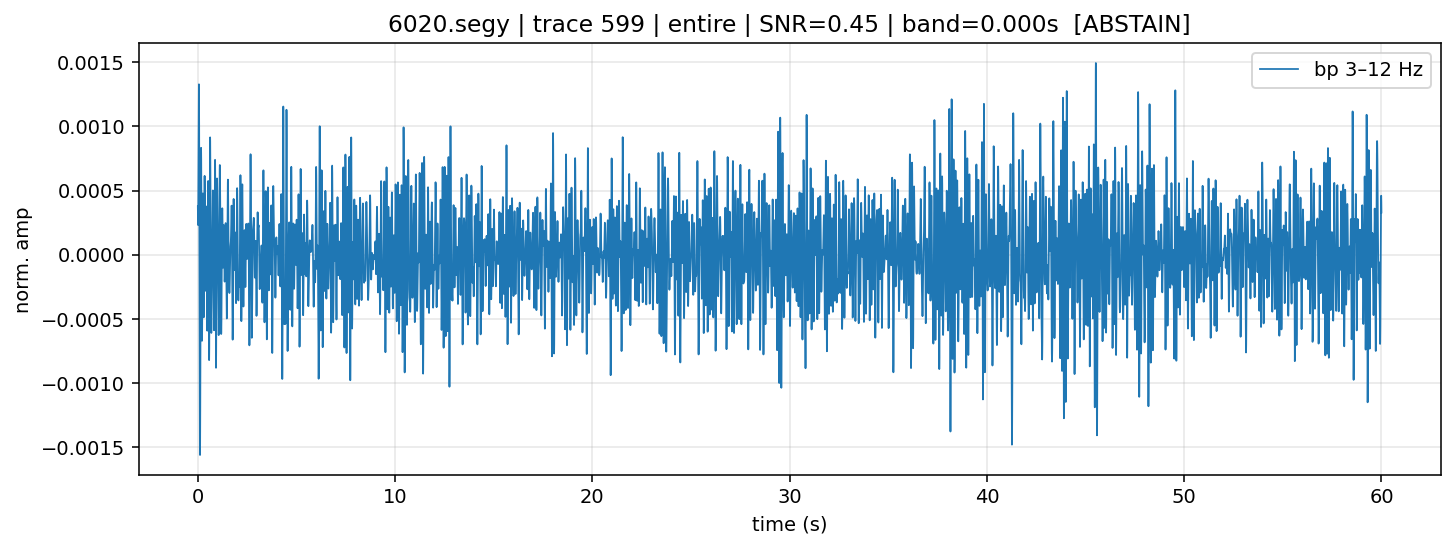 6020.segy | trace 599 | entire | SNR=0.45 | band=0.000s  [ABSTAIN]
bp 3–12 Hz
norm. amp
0.0015
0.0010
0.0005
0.0000
−0.0005
−0.0010
−0.0015
0 10 20 30 40 50 60
time (s)